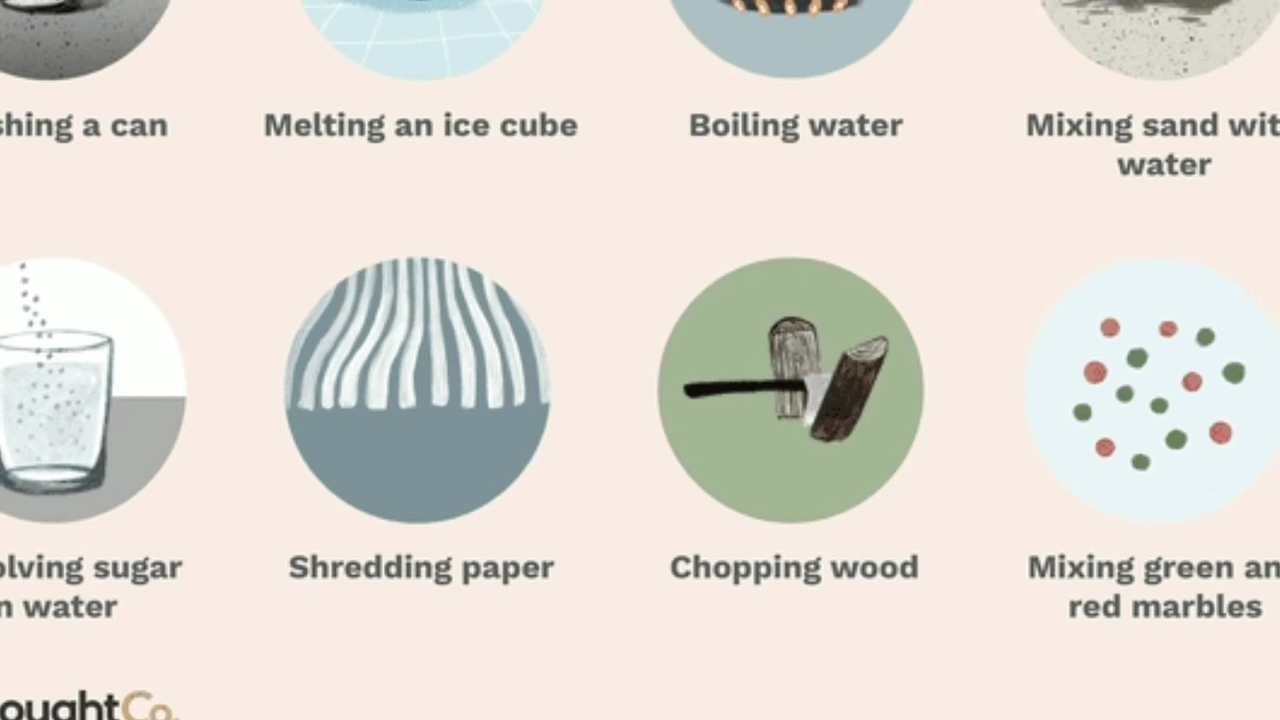 shing a can
Melting an ice cube
Boiling water
Mixing sand wit
water
olving sugar
n water
Shredding paper
Chopping wood
Mixing green an
red marbles
oughtCo.